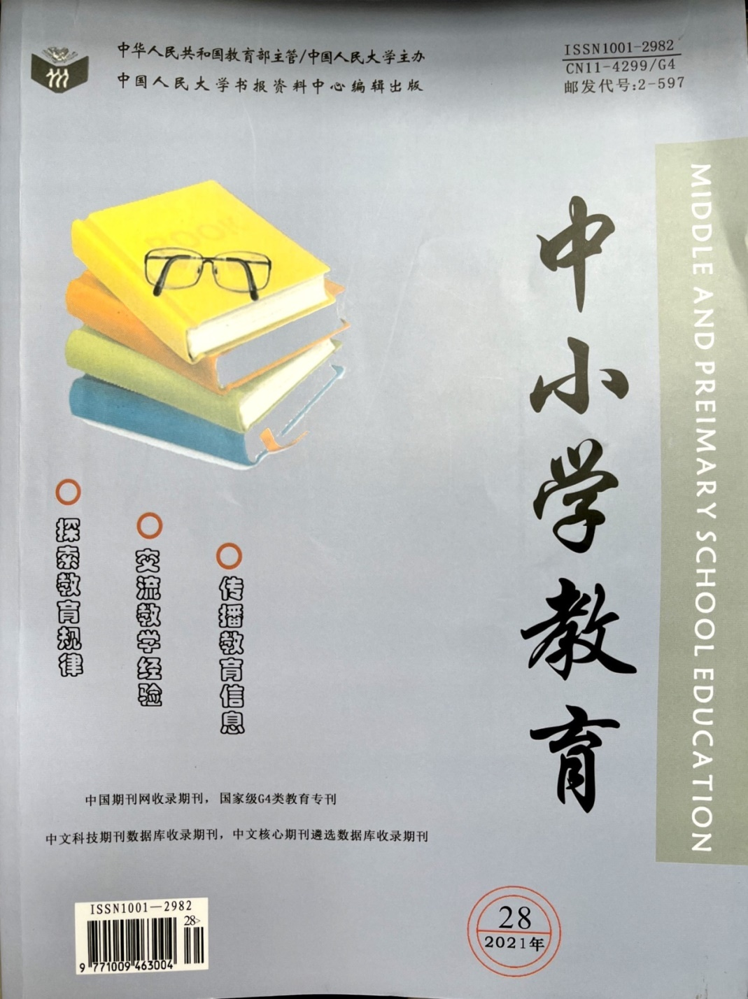 中华人民共和国教育部主管/中国人民大学主办
中国人民大学书报资料中心编辑出版
ISSN1001-2982
CN11-4299/G4
邮发代号:2-597
MIDDLE AND PREIMARY SCHOOL EDUCATION
中小学教育
探索教育规律
交流教学经验
传播教育信息
中国期刊网收录期刊，国家级G4类教育专刊
中文科技期刊数据库收录期刊，中文核心期刊遴选数据库收录期刊
ISSN1001—2982
28>
9 771009 463004
28
2021年